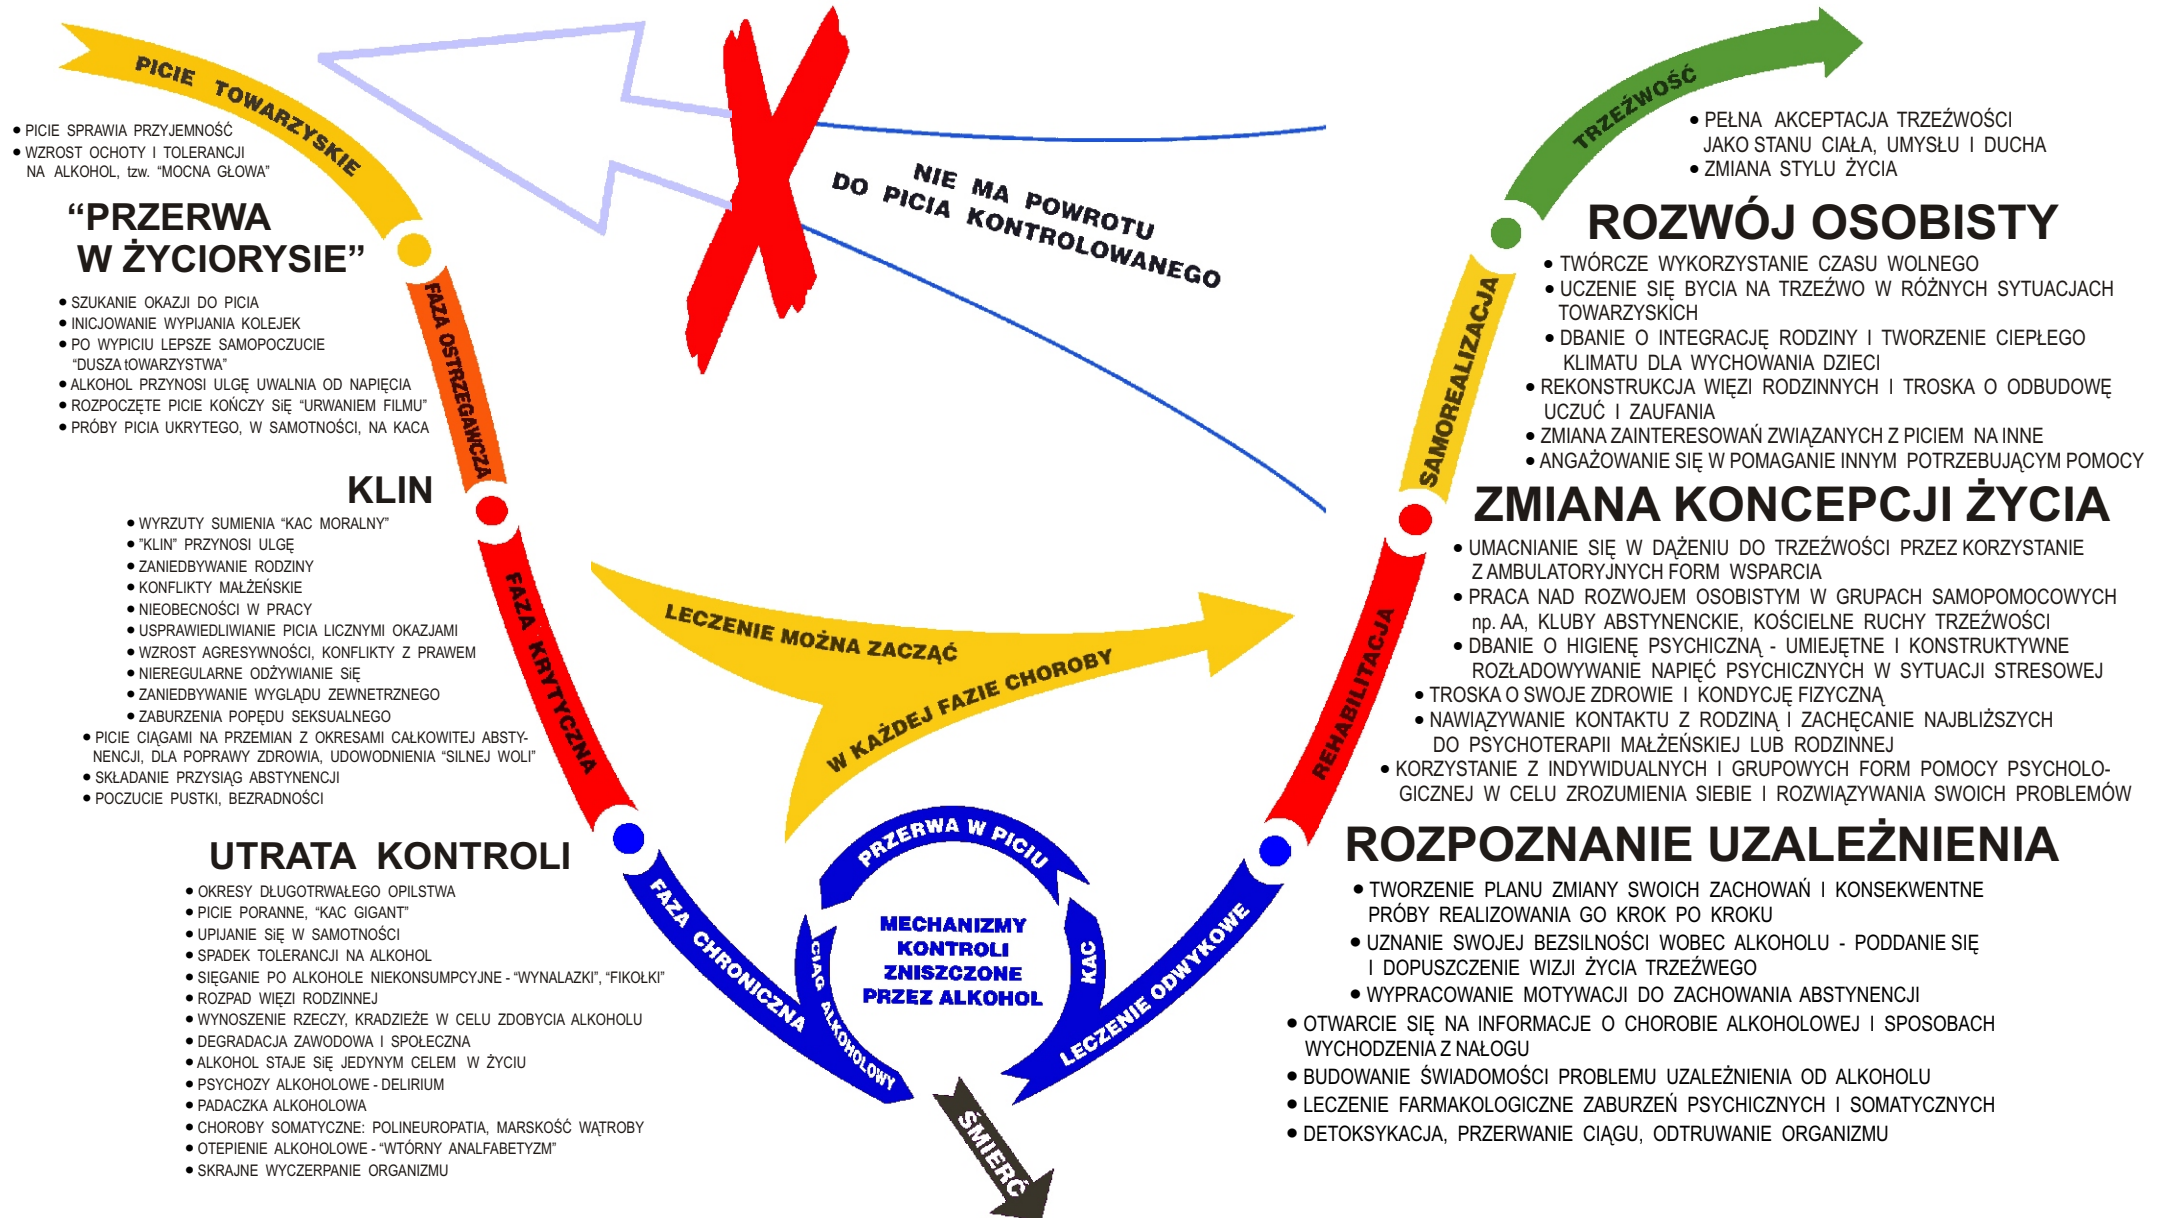 PICIE TOWARZYSKIE
• PICIE SPRAWIA PRZYJEMNOŚĆ
• WZROST OCHOTY I TOLERANCJI
NA ALKOHOL, tzw. “MOCNA GŁOWA”
“PRZERWA
W ŻYCIORYSIE”
FAZA OSTRZEGAWCZA
• SZUKANIE OKAZJI DO PICIA
• INICJOWANIE WYPIJANIA KOLEJEK
• PO WYPICIU LEPSZE SAMOPOCZUCIE
“DUSZA tOWARZYSTWA”
• ALKOHOL PRZYNOSI ULGĘ UWALNIA OD NAPIĘCIA
• ROZPOCZĘTE PICIE KOŃCZY SiĘ “URWANIEM FILMU”
• PRÓBY PICIA UKRYTEGO, W SAMOTNOŚCI, NA KACA
KLIN
FAZA KRYTYCZNA
• WYRZUTY SUMIENIA “KAC MORALNY”
• ”KLIN” PRZYNOSI ULGĘ
• ZANIEDBYWANIE RODZINY
• KONFLIKTY MAŁŻEŃSKIE
• NIEOBECNOŚCI W PRACY
• USPRAWIEDLIWIANIE PICIA LICZNYMI OKAZJAMI
• WZROST AGRESYWNOŚCI, KONFLIKTY Z PRAWEM
• NIEREGULARNE ODŻYWIANIE SiĘ
• ZANIEDBYWANIE WYGLĄDU ZEWNETRZNEGO
• ZABURZENIA POPĘDU SEKSUALNEGO
• PICIE CIĄGAMI NA PRZEMIAN Z OKRESAMI CAŁKOWITEJ ABSTY-
NENCJI, DLA POPRAWY ZDROWIA, UDOWODNIENIA “SILNEJ WOLI”
• SKŁADANIE PRZYSIĄG ABSTYNENCJI
• POCZUCIE PUSTKI, BEZRADNOŚCI
UTRATA KONTROLI
FAZA CHRONICZNA
• OKRESY DŁUGOTRWAŁEGO OPILSTWA
• PICIE PORANNE, “KAC GIGANT”
• UPIJANIE SiĘ W SAMOTNOŚCI
• SPADEK TOLERANCJI NA ALKOHOL
• SIĘGANIE PO ALKOHOLE NIEKONSUMPCYJNE - “WYNALAZKI”, “FIKOŁKI”
• ROZPAD WIĘZI RODZINNEJ
• WYNOSZENIE RZECZY, KRADZIEŻE W CELU ZDOBYCIA ALKOHOLU
• DEGRADACJA ZAWODOWA I SPOŁECZNA
• ALKOHOL STAJE SiĘ JEDYNYM CELEM W ŻYCIU
• PSYCHOZY ALKOHOLOWE - DELIRIUM
• PADACZKA ALKOHOLOWA
• CHOROBY SOMATYCZNE: POLINEUROPATIA, MARSKOŚĆ WĄTROBY
• OTEPIENIE ALKOHOLOWE - “WTÓRNY ANALFABETYZM”
• SKRAJNE WYCZERPANIE ORGANIZMU
NIE MA POWROTU
DO PICIA KONTROLOWANEGO
LECZENIE MOŻNA ZACZĄĆ
W KAŻDEJ FAZIE CHOROBY
PRZERWA W PICIU
MECHANIZMY
KONTROLI
ZNISZCZONE
PRZEZ ALKOHOL
CIĄG ALKOHOLOWY
KAC
ŚMIERĆ
LECZENIE ODWYKOWE
REHABILITACJA
SAMOREALIZACJA
TRZEŹWOŚĆ
• PEŁNA AKCEPTACJA TRZEŹWOŚCI
JAKO STANU CIAŁA, UMYSŁU I DUCHA
• ZMIANA STYLU ŻYCIA
ROZWÓJ OSOBISTY
• TWÓRCZE WYKORZYSTANIE CZASU WOLNEGO
• UCZENIE SIĘ BYCIA NA TRZEŹWO W RÓŻNYCH SYTUACJACH
TOWARZYSKICH
• DBANIE O INTEGRACJĘ RODZINY I TWORZENIE CIEPŁEGO
KLIMATU DLA WYCHOWANIA DZIECI
• REKONSTRUKCJA WIĘZI RODZINNYCH I TROSKA O ODBUDOWĘ
UCZUĆ I ZAUFANIA
• ZMIANA ZAINTERESOWAŃ ZWIĄZANYCH Z PICIEM NA INNE
• ANGAŻOWANIE SIĘ W POMAGANIE INNYM POTRZEBUJĄCYM POMOCY
ZMIANA KONCEPCJI ŻYCIA
• UMACNIANIE SIĘ W DĄŻENIU DO TRZEŹWOŚCI PRZEZ KORZYSTANIE
Z AMBULATORYJNYCH FORM WSPARCIA
• PRACA NAD ROZWOJEM OSOBISTYM W GRUPACH SAMOPOMOCOWYCH
np. AA, KLUBY ABSTYNENCKIE, KOŚCIELNE RUCHY TRZEŹWOŚCI
• DBANIE O HIGIENĘ PSYCHICZNĄ - UMIEJĘTNE I KONSTRUKTYWNE
ROZŁADOWYWANIE NAPIĘĆ PSYCHICZNYCH W SYTUACJI STRESOWEJ
• TROSKA O SWOJE ZDROWIE I KONDYCJĘ FIZYCZNĄ
• NAWIĄZYWANIE KONTAKTU Z RODZINĄ I ZACHĘCANIE NAJBLIŻSZYCH
DO PSYCHOTERAPII MAŁŻEŃSKIEJ LUB RODZINNEJ
• KORZYSTANIE Z INDYWIDUALNYCH I GRUPOWYCH FORM POMOCY PSYCHOLO-
GICZNEJ W CELU ZROZUMIENIA SIEBIE I ROZWIĄZYWANIA SWOICH PROBLEMÓW
ROZPOZNANIE UZALEŻNIENIA
• TWORZENIE PLANU ZMIANY SWOICH ZACHOWAŃ I KONSEKWENTNE
PRÓBY REALIZOWANIA GO KROK PO KROKU
• UZNANIE SWOJEJ BEZSILNOŚCI WOBEC ALKOHOLU - PODDANIE SIĘ
I DOPUSZCZENIE WIZJI ŻYCIA TRZEŹWEGO
• WYPRACOWANIE MOTYWACJI DO ZACHOWANIA ABSTYNENCJI
• OTWARCIE SIĘ NA INFORMACJE O CHOROBIE ALKOHOLOWEJ I SPOSOBACH
WYCHODZENIA Z NAŁOGU
• BUDOWANIE ŚWIADOMOŚCI PROBLEMU UZALEŻNIENIA OD ALKOHOLU
• LECZENIE FARMAKOLOGICZNE ZABURZEŃ PSYCHICZNYCH I SOMATYCZNYCH
• DETOKSYKACJA, PRZERWANIE CIĄGU, ODTRUWANIE ORGANIZMU